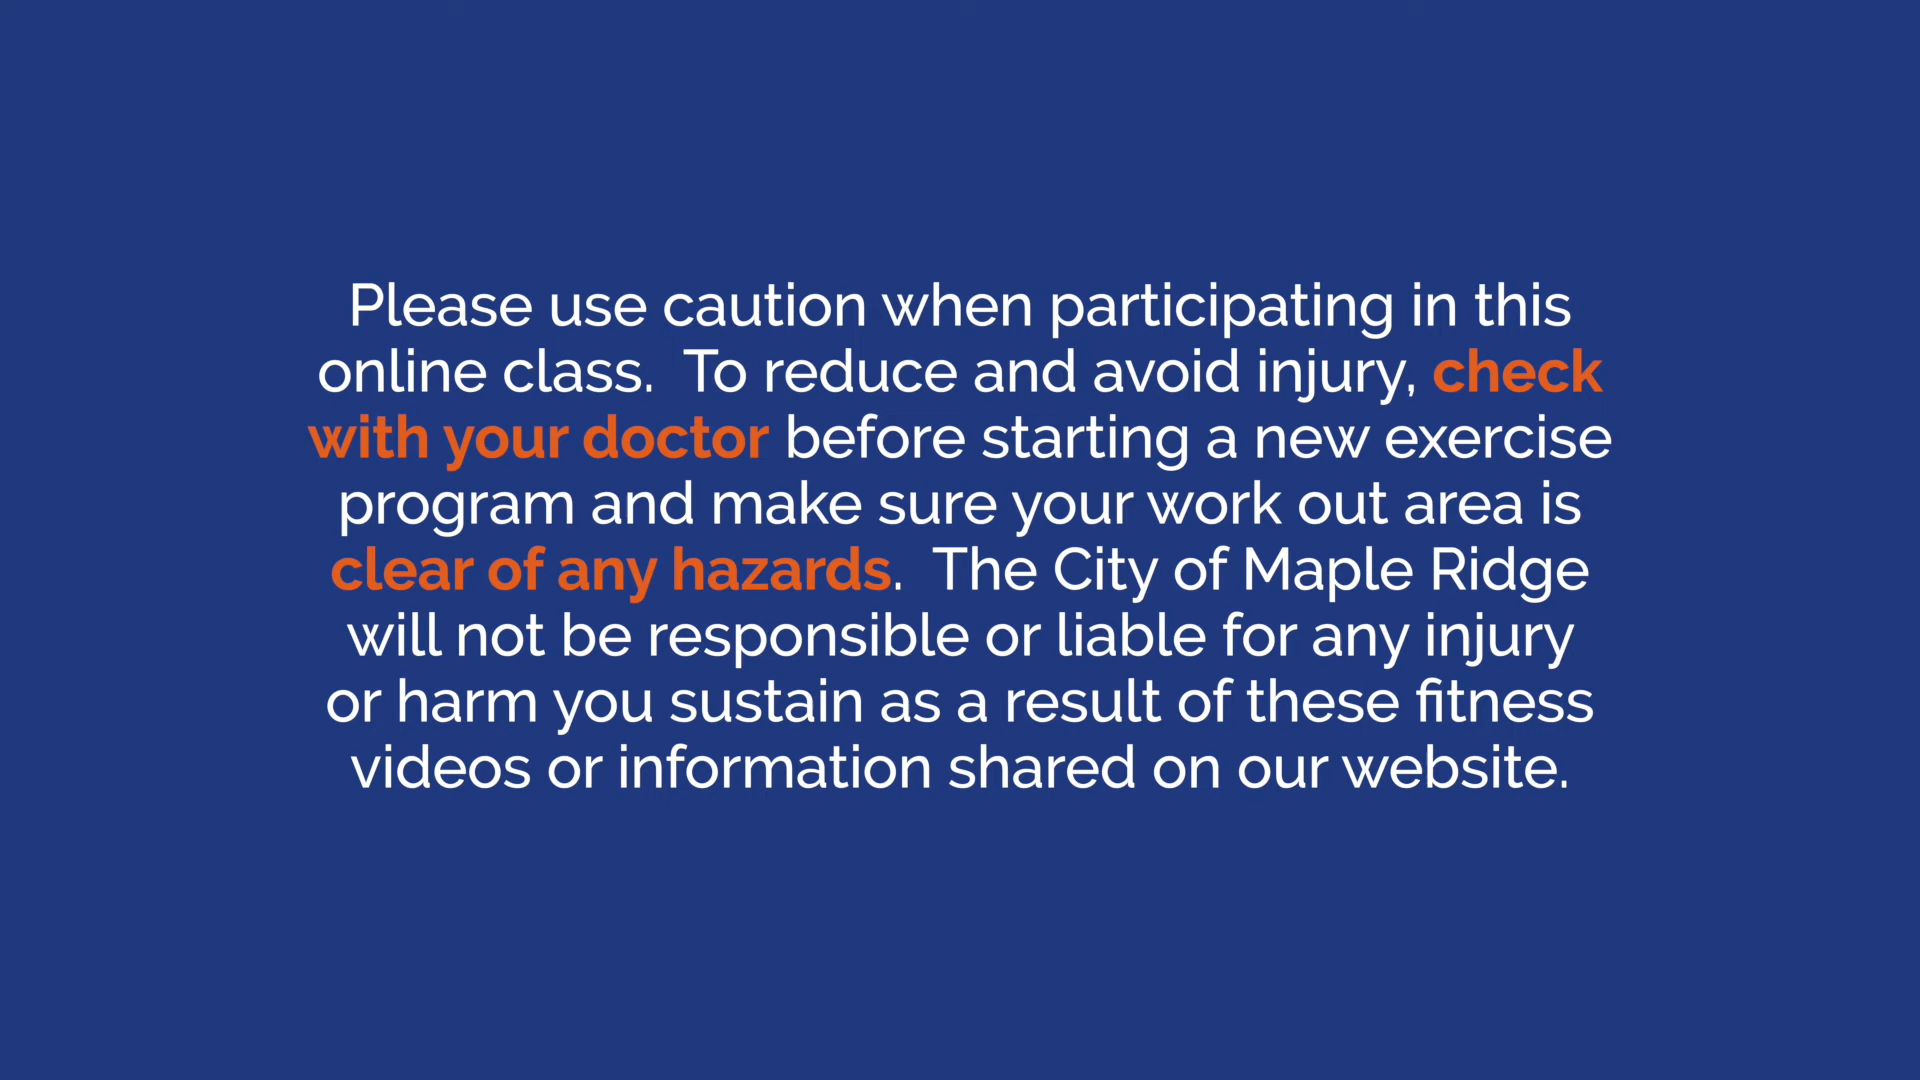 Please use caution when participating in this
online class.  To reduce and avoid injury, check
with your doctor before starting a new exercise
program and make sure your work out area is
clear of any hazards.  The City of Maple Ridge
will not be responsible or liable for any injury
or harm you sustain as a result of these fitness
videos or information shared on our website.